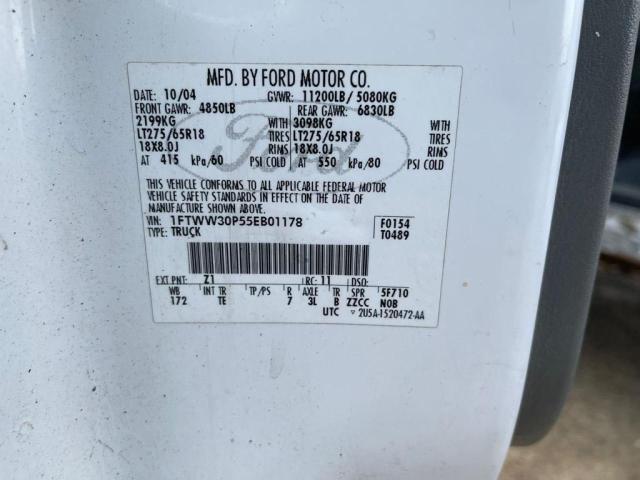 MFD. BY FORD MOTOR CO.
DATE: 10/04 GVWR: 11200LB/ 5080KG
FRONT GAWR: 4850LB REAR GAWR: 6830LB
2199KG WITH 3098KG WITH
LT275/65R18 TIRES LT275/65R18 TIRES
18X8.0J RIMS 18X8.0J RIMS
AT 415 kPa/60 PSI COLD AT 550 kPa/80 PSI COLD
THIS VEHICLE CONFORMS TO ALL APPLICABLE FEDERAL MOTOR
VEHICLE SAFETY STANDARDS IN EFFECT ON THE DATE OF
MANUFACTURE SHOWN ABOVE.
VIN: 1FTWW30P55EB01178 F0154
TYPE: TRUCK T0489
EXT PNT: Z1 RC: 11 DSO:
WB INT TR TP/PS R AXLE TR SPR 5F710
172 TE 7 3L B ZZCC N0B
UTC ▽ 2U5A-1520472-AA
Ford